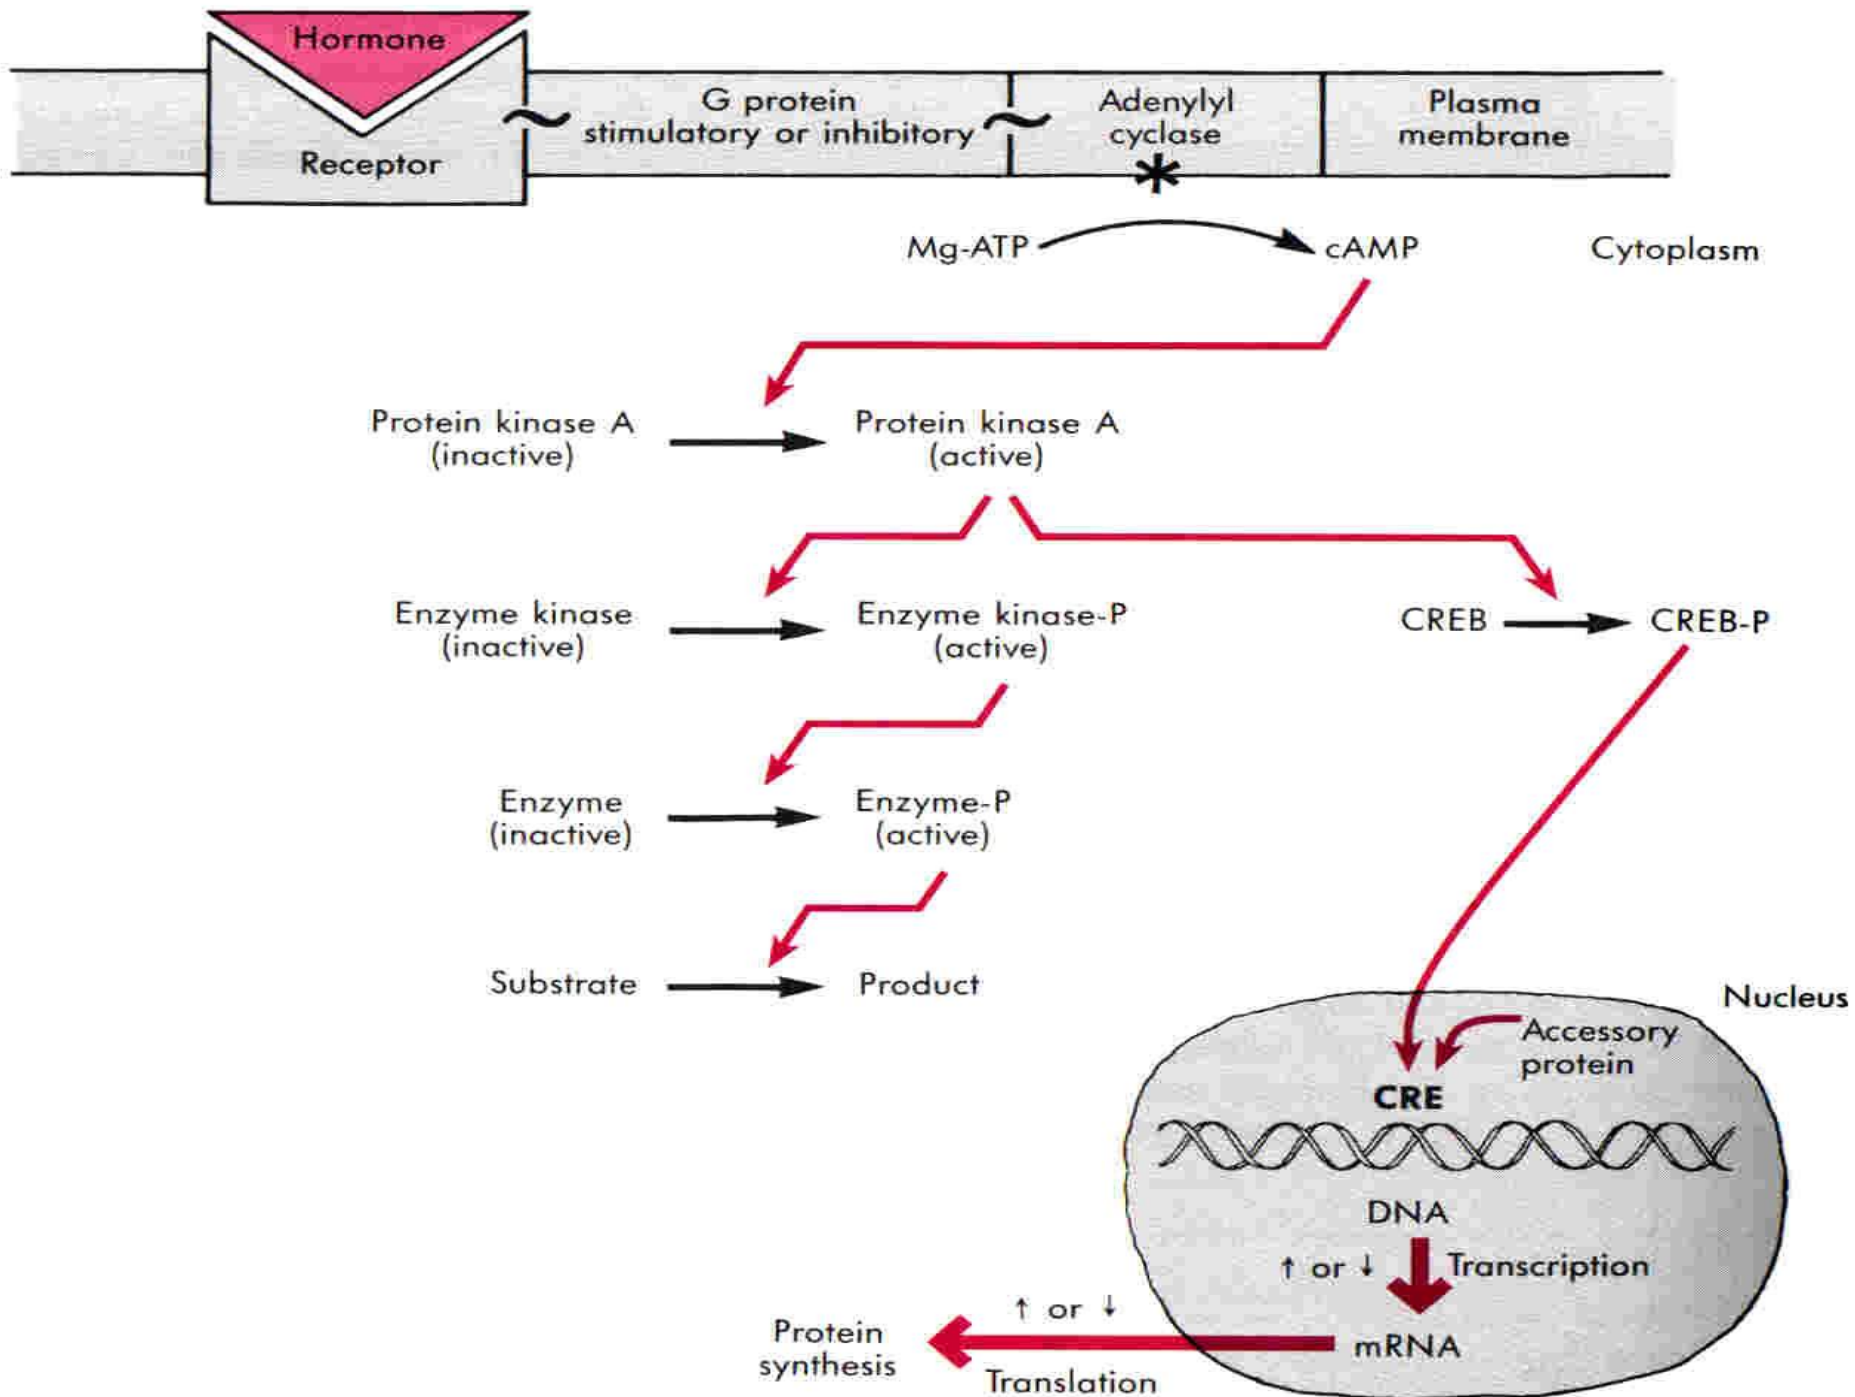 Hormone
Receptor
G protein
stimulatory or inhibitory
Adenylyl
cyclase
*
Plasma
membrane
Mg-ATP
cAMP
Cytoplasm
Protein kinase A
(inactive)
Protein kinase A
(active)
Enzyme kinase
(inactive)
Enzyme kinase-P
(active)
CREB
CREB-P
Enzyme
(inactive)
Enzyme-P
(active)
Substrate
Product
Nucleus
Accessory
protein
CRE
DNA
↑ or ↓
Transcription
mRNA
↑ or ↓
Translation
Protein
synthesis